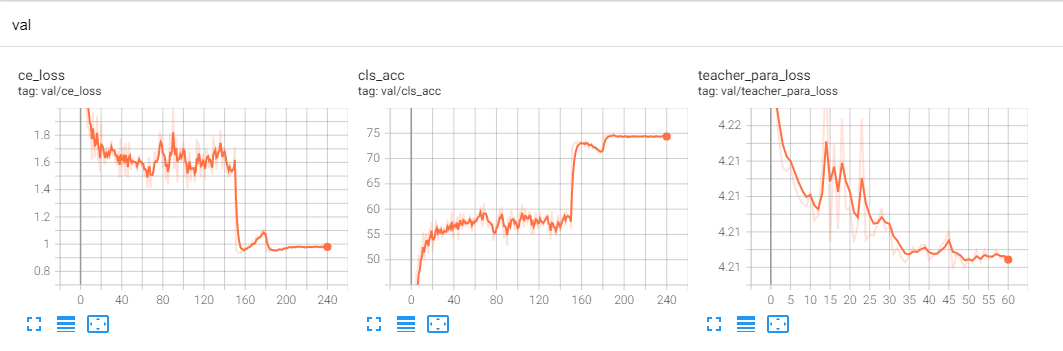 val
ce_loss
tag: val/ce_loss
1.8
1.6
1.4
1.2
1
0.8
0 40 80 120 160 200 240
cls_acc
tag: val/cls_acc
75
70
65
60
55
50
0 40 80 120 160 200 240
teacher_para_loss
tag: val/teacher_para_loss
4.22
4.21
4.21
4.21
4.21
0 5 10 15 20 25 30 35 40 45 50 55 60